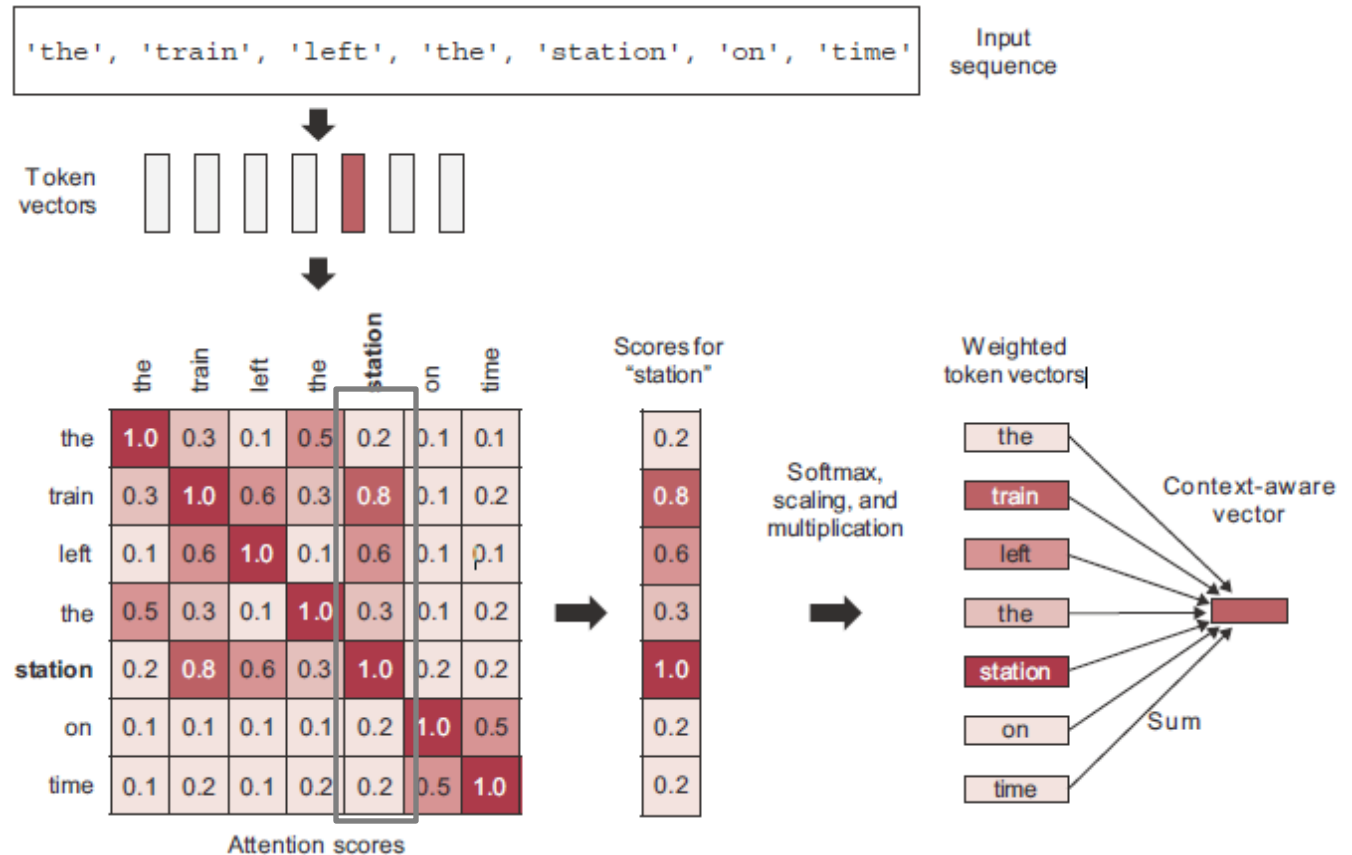 'the', 'train', 'left', 'the', 'station', 'on', 'time'
Input
sequence
Token
vectors
the train left the station on time
the 1.0 0.3 0.1 0.5 0.2 0.1 0.1
train 0.3 1.0 0.6 0.3 0.8 0.1 0.2
left 0.1 0.6 1.0 0.1 0.6 0.1 0.1
the 0.5 0.3 0.1 1.0 0.3 0.1 0.2
station 0.2 0.8 0.6 0.3 1.0 0.2 0.2
on 0.1 0.1 0.1 0.1 0.2 1.0 0.5
time 0.1 0.2 0.1 0.2 0.2 0.5 1.0
Attention scores
Scores for
"station"
0.2
0.8
0.6
0.3
1.0
0.2
0.2
Softmax,
scaling, and
multiplication
Weighted
token vectors
the
train
left
the
station
on
time
Sum
Context-aware
vector